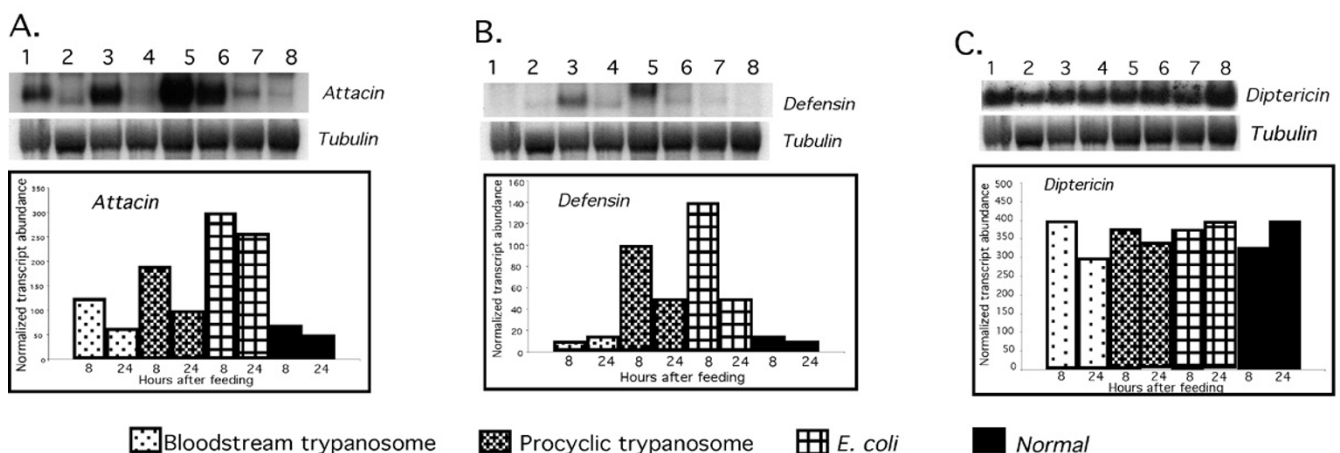 A.
1 2 3 4 5 6 7 8
Attacin
Tubulin
Attacin
Normalized transcript abundance
350
300
250
200
150
100
50
0
8 24 8 24 8 24 8 24
Hours after feeding
B.
1 2 3 4 5 6 7 8
Defensin
Tubulin
Defensin
Normalized transcript abundance
160
140
120
100
80
60
40
20
0
8 24 8 24 8 24 8 24
Hours after feeding
C.
1 2 3 4 5 6 7 8
Diptericin
Tubulin
Diptericin
Normalized transcript abundance
500
450
400
350
300
250
200
150
100
50
0
8 24 8 24 8 24 8 24
Hours after feeding
Bloodstream trypanosome
Procyclic trypanosome
E. coli
Normal